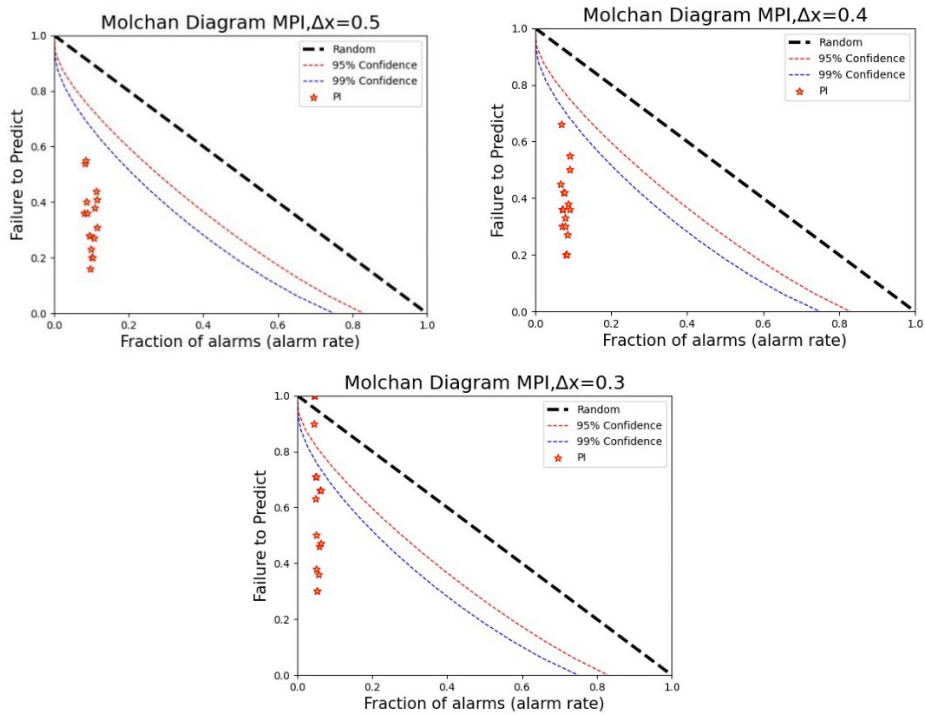 Molchan Diagram MPI,Δx=0.5
1.0
0.8
0.6
0.4
0.2
0.0
Failure to Predict
Random
95% Confidence
99% Confidence
PI
0.0 0.2 0.4 0.6 0.8 1.0
Fraction of alarms (alarm rate)
Molchan Diagram MPI,Δx=0.4
1.0
0.8
0.6
0.4
0.2
0.0
Failure to Predict
Random
95% Confidence
99% Confidence
PI
0.0 0.2 0.4 0.6 0.8 1.0
Fraction of alarms (alarm rate)
Molchan Diagram MPI,Δx=0.3
1.0
0.8
0.6
0.4
0.2
0.0
Failure to Predict
Random
95% Confidence
99% Confidence
PI
0.0 0.2 0.4 0.6 0.8 1.0
Fraction of alarms (alarm rate)